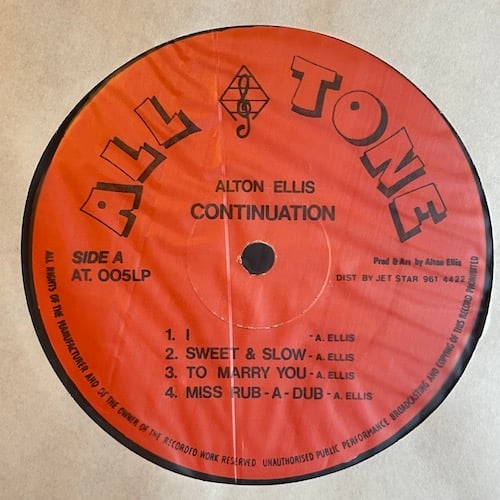 ALL TONE
ALTON ELLIS
CONTINUATION
SIDE A
AT. 005LP
Prod & Arr by Alton Ellis
DIST BY JET STAR 961 4422
1. I - A. ELLIS
2. SWEET & SLOW - A. ELLIS
3. TO MARRY YOU - A. ELLIS
4. MISS RUB-A-DUB - A. ELLIS
ALL RIGHTS OF THE MANUFACTURER AND OF THE OWNER OF THE RECORDED WORK RESERVED UNAUTHORISED PUBLIC PERFORMANCE BROADCASTING AND COPYING OF THIS RECORD PROHIBITED